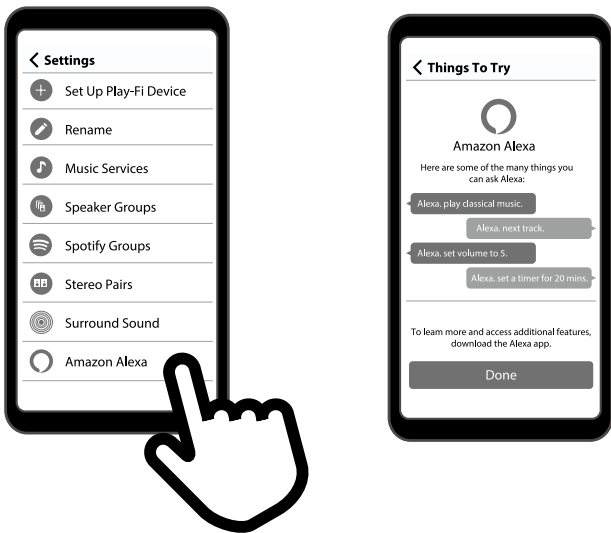 Settings
Set Up Play-Fi Device
Rename
Music Services
Speaker Groups
Spotify Groups
Stereo Pairs
Surround Sound
Amazon Alexa
Things To Try
Amazon Alexa
Here are some of the many things you
can ask Alexa:
Alexa. play classical music.
Alexa. next track.
Alexa. set volume to 5.
Alexa. set a timer for 20 mins.
To leam more and access additional features,
download the Alexa app.
Done